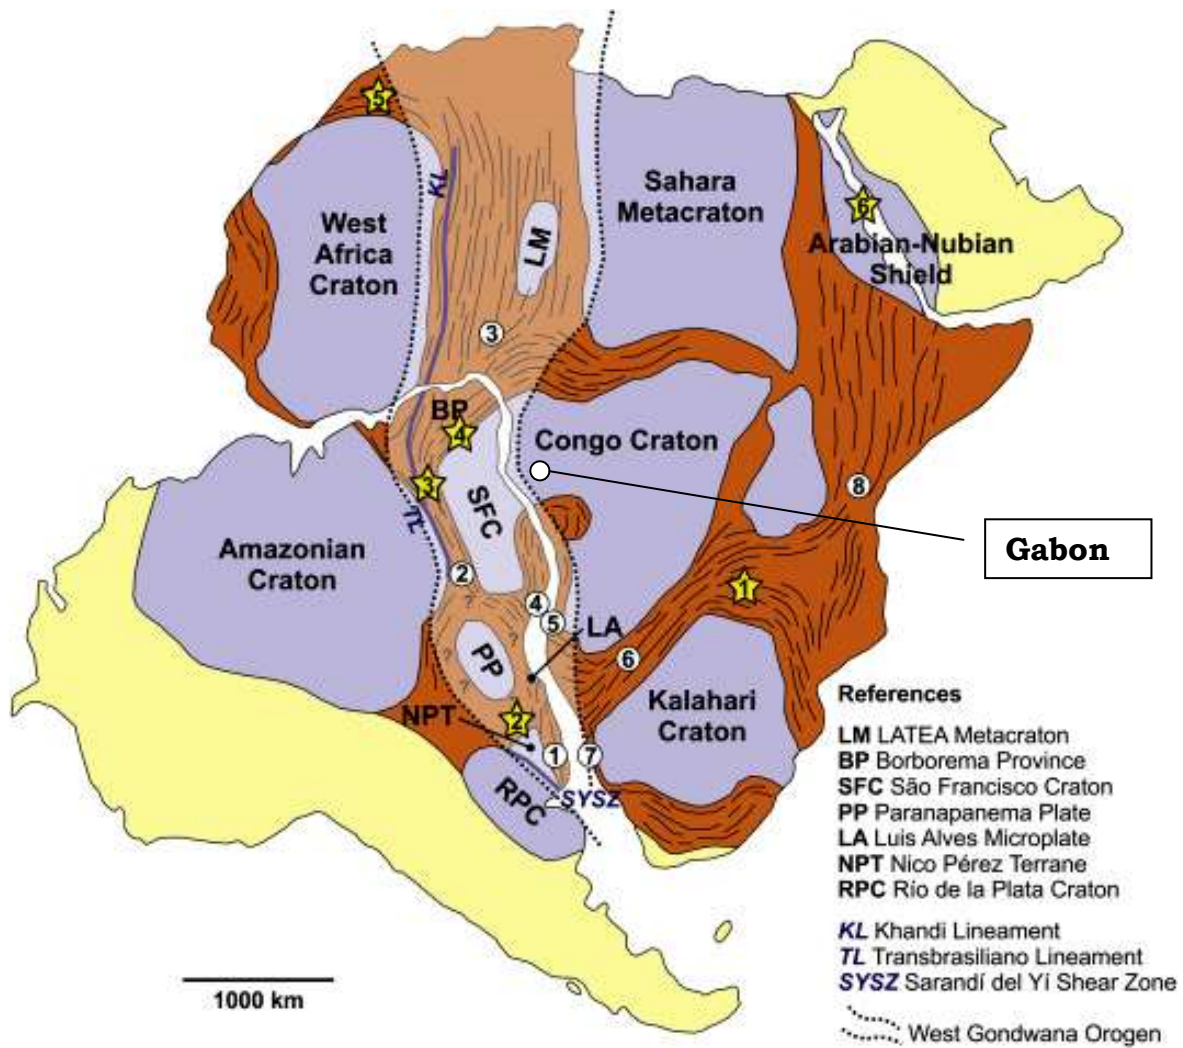 5
KL
Sahara
Metacraton
6
West
Africa
Craton
LM
Arabian-Nubian
Shield
3
BP
4
Congo Craton
3
SFC
TL
8
Gabon
Amazonian
Craton
2
?
1
4
5
LA
?
PP
?
?
6
NPT
2
Kalahari
Craton
1
7
RPC
SYSZ
References
LM LATEA Metacraton
BP Borborema Province
SFC São Francisco Craton
PP Paranapanema Plate
LA Luis Alves Microplate
NPT Nico Pérez Terrane
RPC Río de la Plata Craton
KL Khandi Lineament
TL Transbrasiliano Lineament
SYSZ Sarandí del Yí Shear Zone
West Gondwana Orogen
1000 km